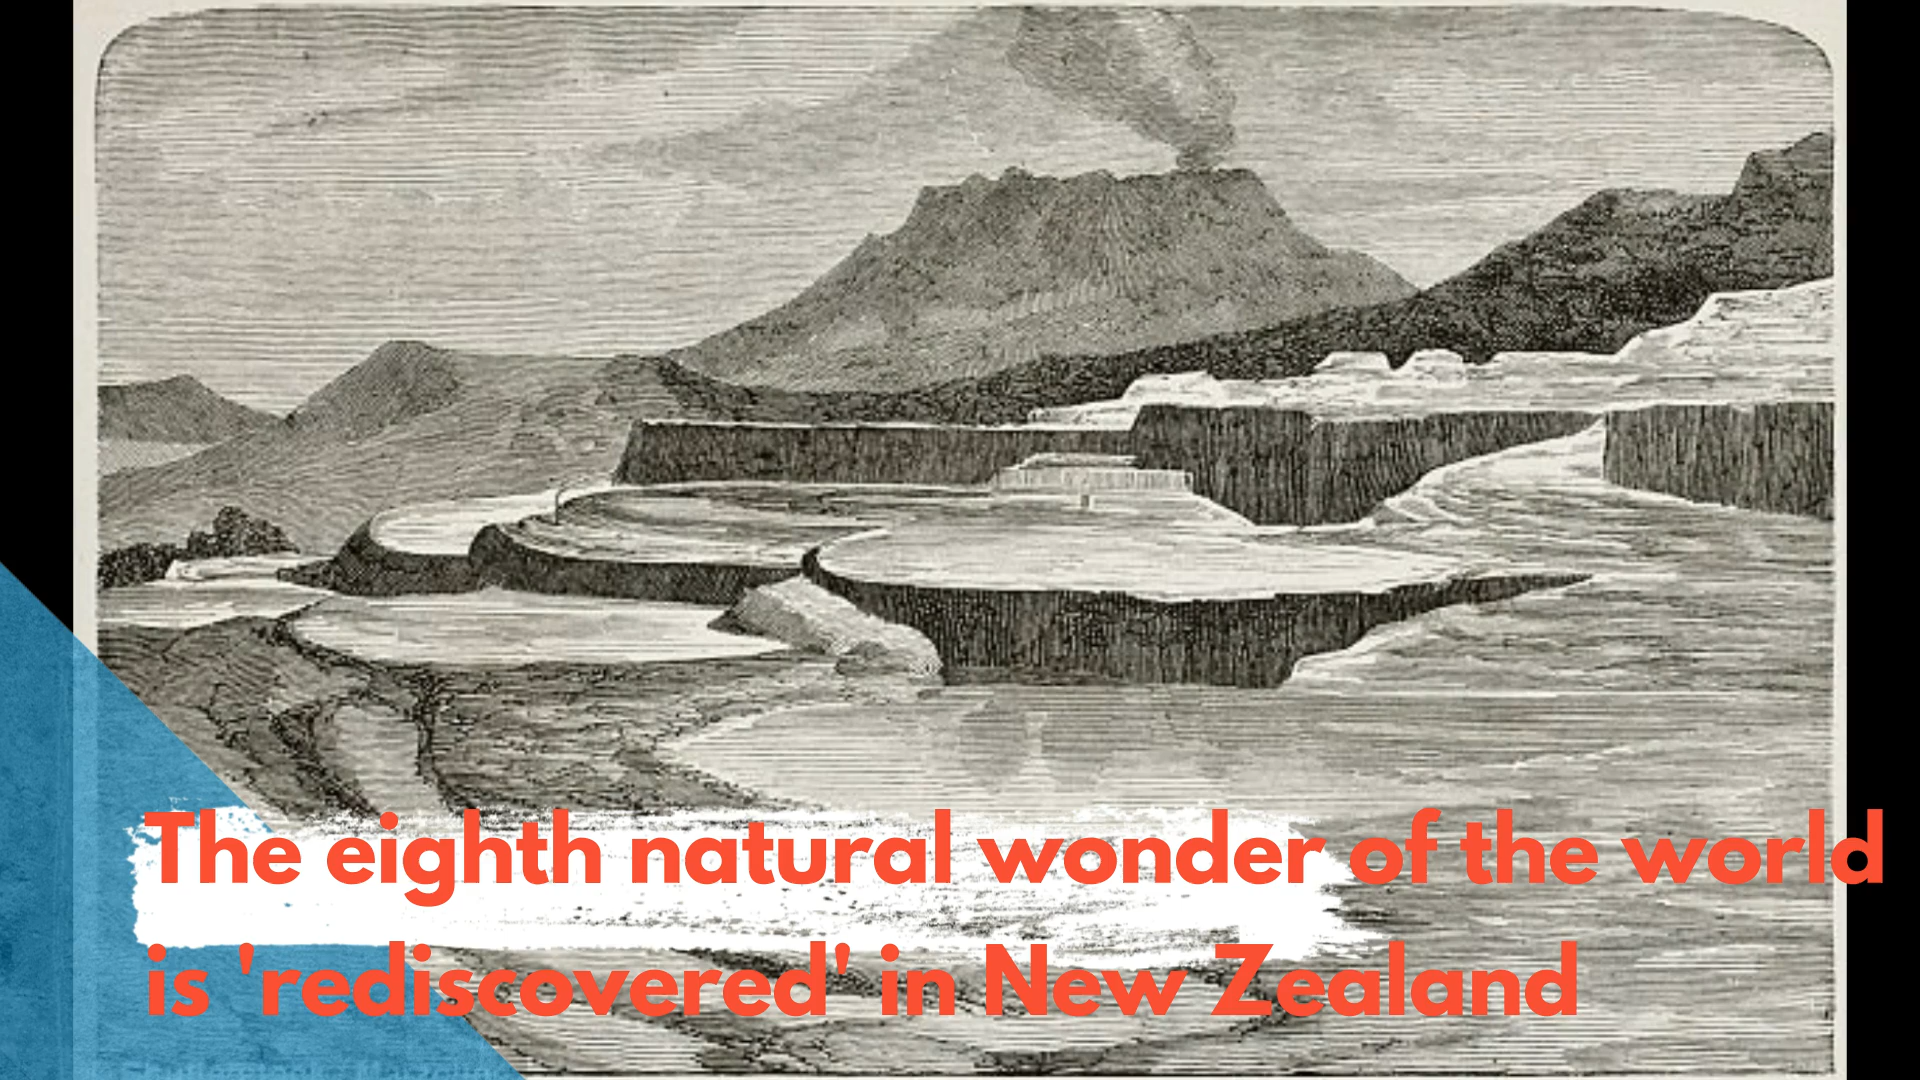 The eighth natural wonder of the world
is 'rediscovered' in New Zealand